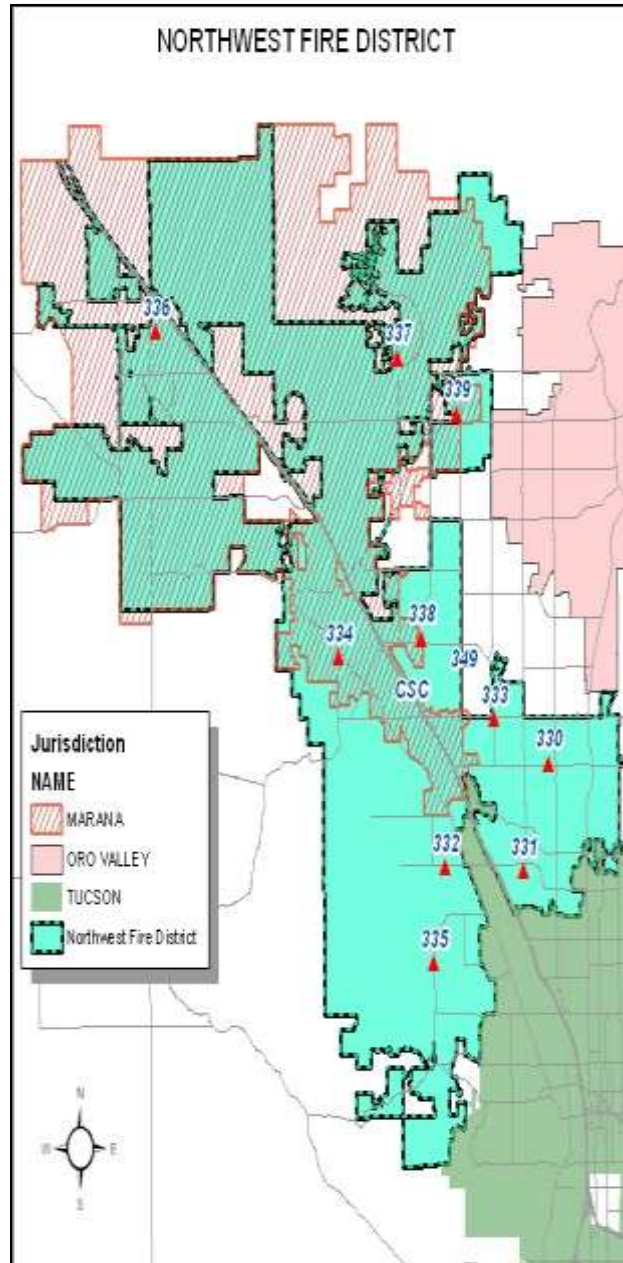 NORTHWEST FIRE DISTRICT
336
337
339
338
334
349
CSC
333
330
332
331
335
Jurisdiction
NAME
MARANA
ORO VALLEY
TUCSON
Northwest Fire District
N
W E
S